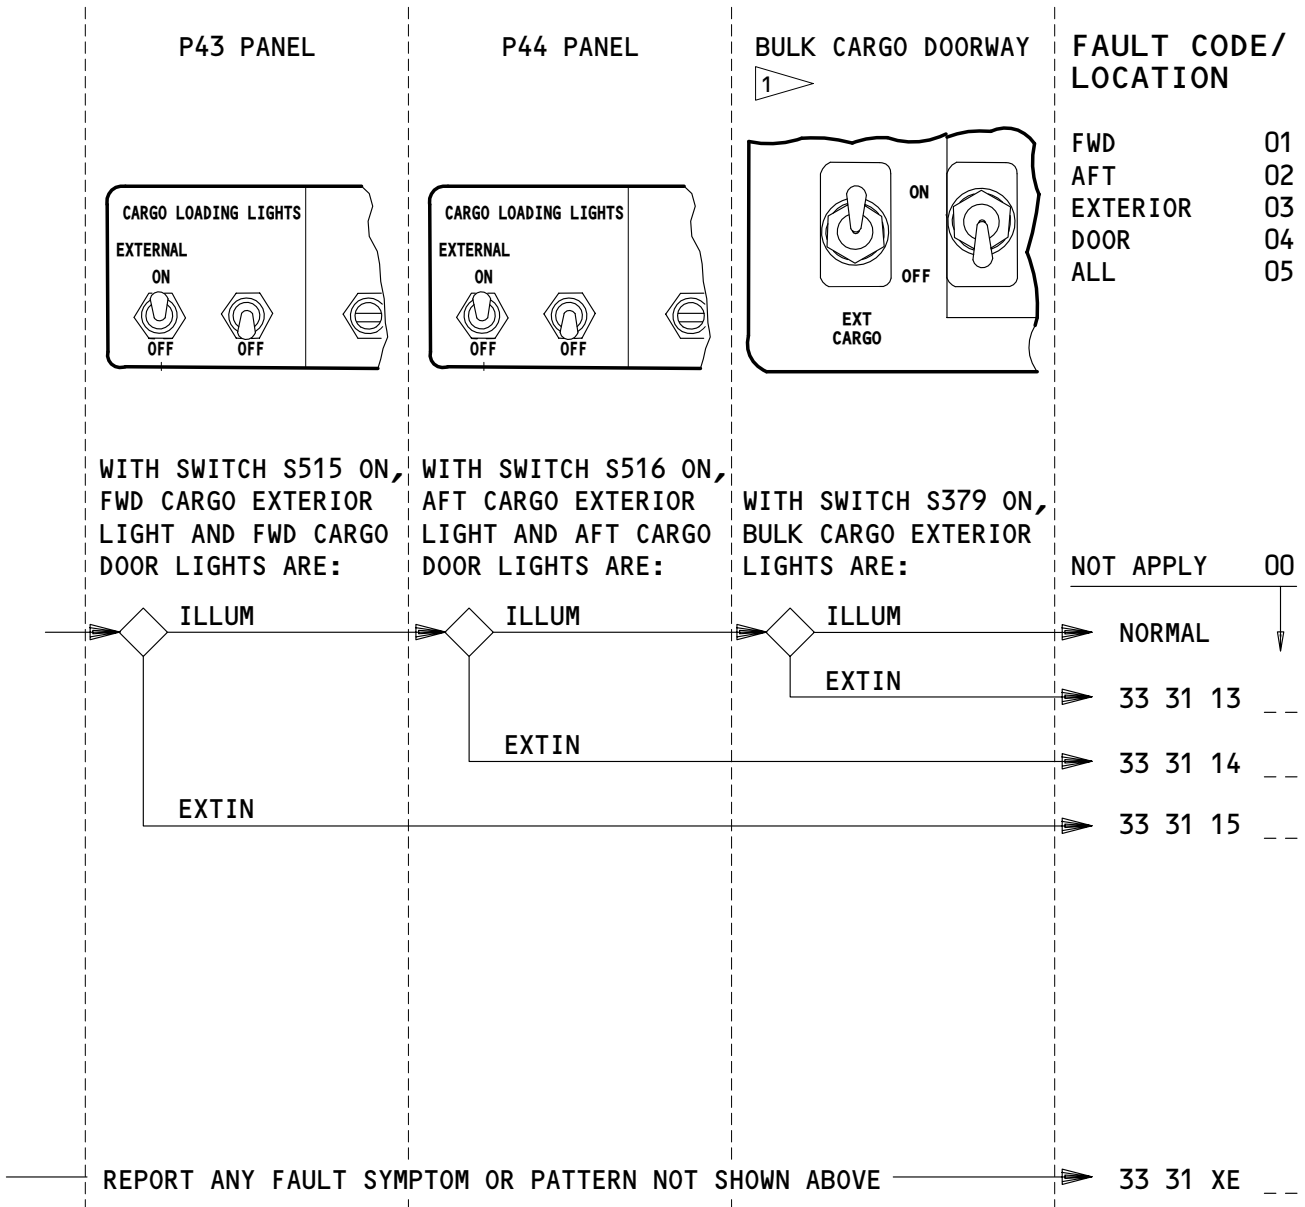 P43 PANEL
P44 PANEL
BULK CARGO DOORWAY
1
FAULT CODE/
LOCATION
FWD 01
AFT 02
EXTERIOR 03
DOOR 04
ALL 05
CARGO LOADING LIGHTS
EXTERNAL
ON
OFF
OFF
CARGO LOADING LIGHTS
EXTERNAL
ON
OFF
OFF
ON
OFF
EXT
CARGO
WITH SWITCH S515 ON,
FWD CARGO EXTERIOR
LIGHT AND FWD CARGO
DOOR LIGHTS ARE:
WITH SWITCH S516 ON,
AFT CARGO EXTERIOR
LIGHT AND AFT CARGO
DOOR LIGHTS ARE:
WITH SWITCH S379 ON,
BULK CARGO EXTERIOR
LIGHTS ARE:
NOT APPLY 00
ILLUM
ILLUM
ILLUM
NORMAL
EXTIN
33 31 13 _ _
EXTIN
33 31 14 _ _
EXTIN
33 31 15 _ _
REPORT ANY FAULT SYMPTOM OR PATTERN NOT SHOWN ABOVE
33 31 XE _ _